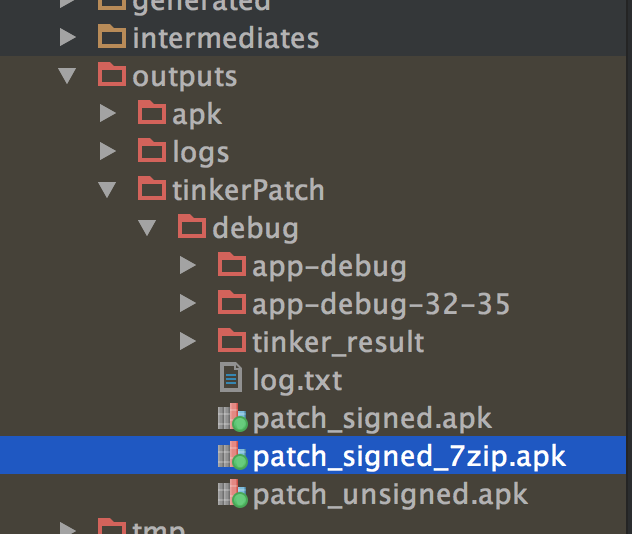 generated
intermediates
outputs
apk
logs
tinkerPatch
debug
app-debug
app-debug-32-35
tinker_result
log.txt
patch_signed.apk
patch_signed_7zip.apk
patch_unsigned.apk
tmp